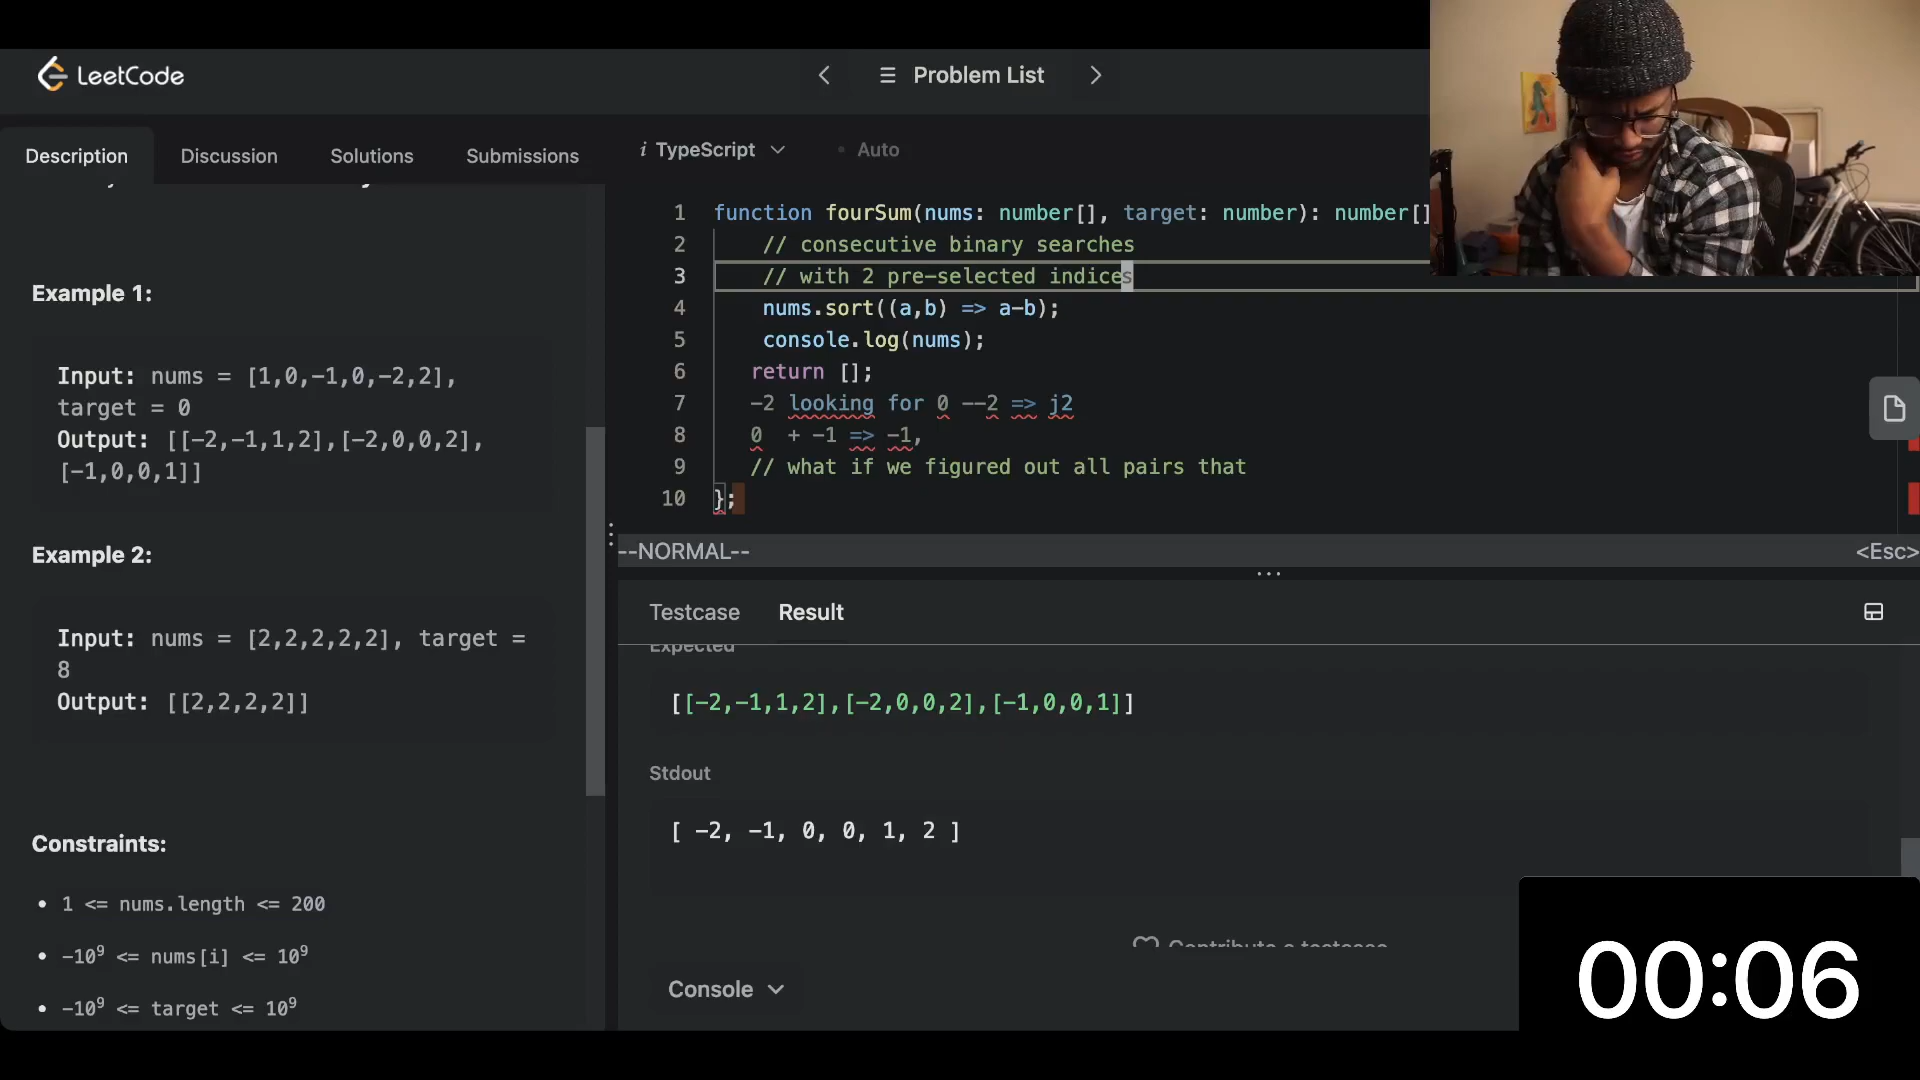 LeetCode
Problem List
Description
Discussion
Solutions
Submissions
Example 1:
Input: nums = [1,0,-1,0,-2,2],
target = 0
Output: [[-2,-1,1,2],[-2,0,0,2],
[-1,0,0,1]]
Example 2:
Input: nums = [2,2,2,2,2], target =
8
Output: [[2,2,2,2]]
Constraints:
• 1 <= nums.length <= 200
• -10⁹ <= nums[i] <= 10⁹
• -10⁹ <= target <= 10⁹
i TypeScript
• Auto
1 function fourSum(nums: number[], target: number): number[]
2 // consecutive binary searches
3 // with 2 pre-selected indices
4 nums.sort((a,b) => a-b);
5 console.log(nums);
6 return [];
7 -2 looking for 0 --2 => j2
8 0 + -1 => -1,
9 // what if we figured out all pairs that
10 };
--NORMAL--
<Esc>
Testcase
Result
Expected
[[-2,-1,1,2],[-2,0,0,2],[-1,0,0,1]]
Stdout
[ -2, -1, 0, 0, 1, 2 ]
Contribute a testcase
Console
00:06